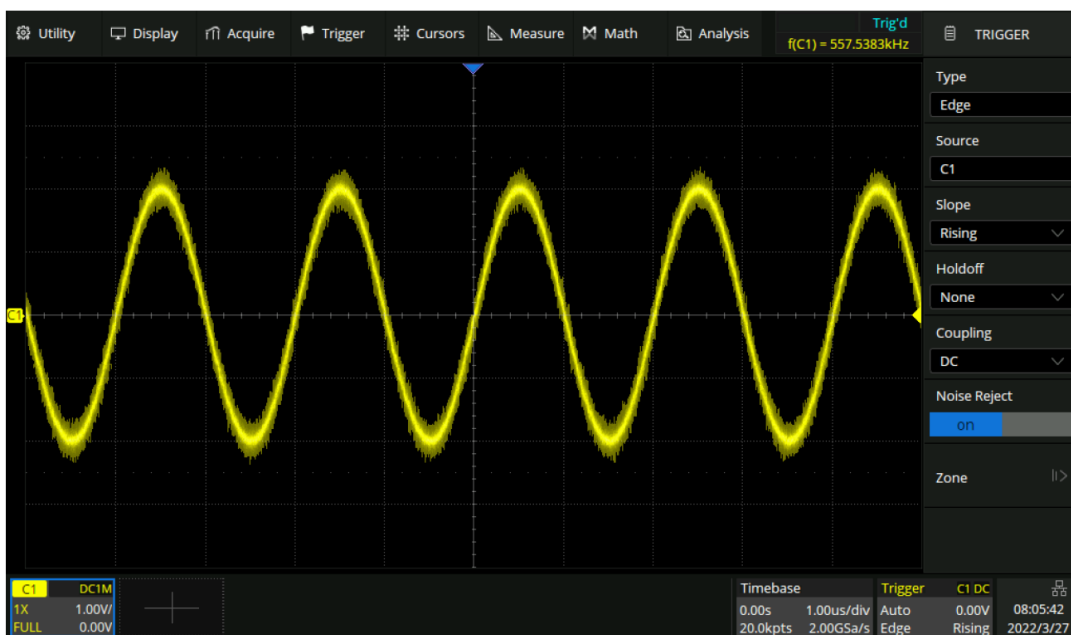 Utility Display Acquire Trigger Cursors Measure Math Analysis
Trig'd
f(C1) = 557.5383kHz
TRIGGER
Type
Edge
Source
C1
Slope
Rising
Holdoff
None
Coupling
DC
Noise Reject
on
Zone
C1
C1 DC1M
1X 1.00V/
FULL 0.00V
Timebase
0.00s 1.00us/div
20.0kpts 2.00GSa/s
Trigger C1 DC
Auto 0.00V
Edge Rising
08:05:42
2022/3/27